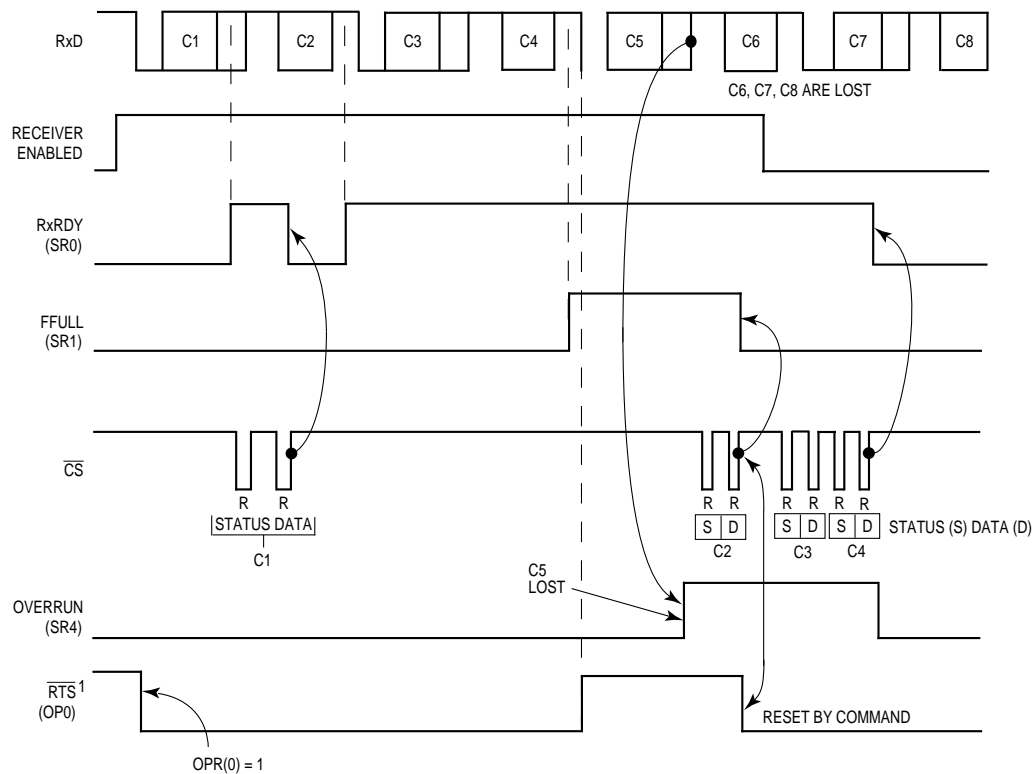 RxD
C1
C2
C3
C4
C5
C6
C7
C8
C6, C7, C8 ARE LOST
RECEIVER
ENABLED
RxRDY
(SR0)
FFULL
(SR1)
CS
R R
STATUS DATA
C1
R R R R R R
S D S D S D STATUS (S) DATA (D)
C2 C3 C4
C5
LOST
OVERRUN
(SR4)
RTS 1
(OP0)
RESET BY COMMAND
OPR(0) = 1